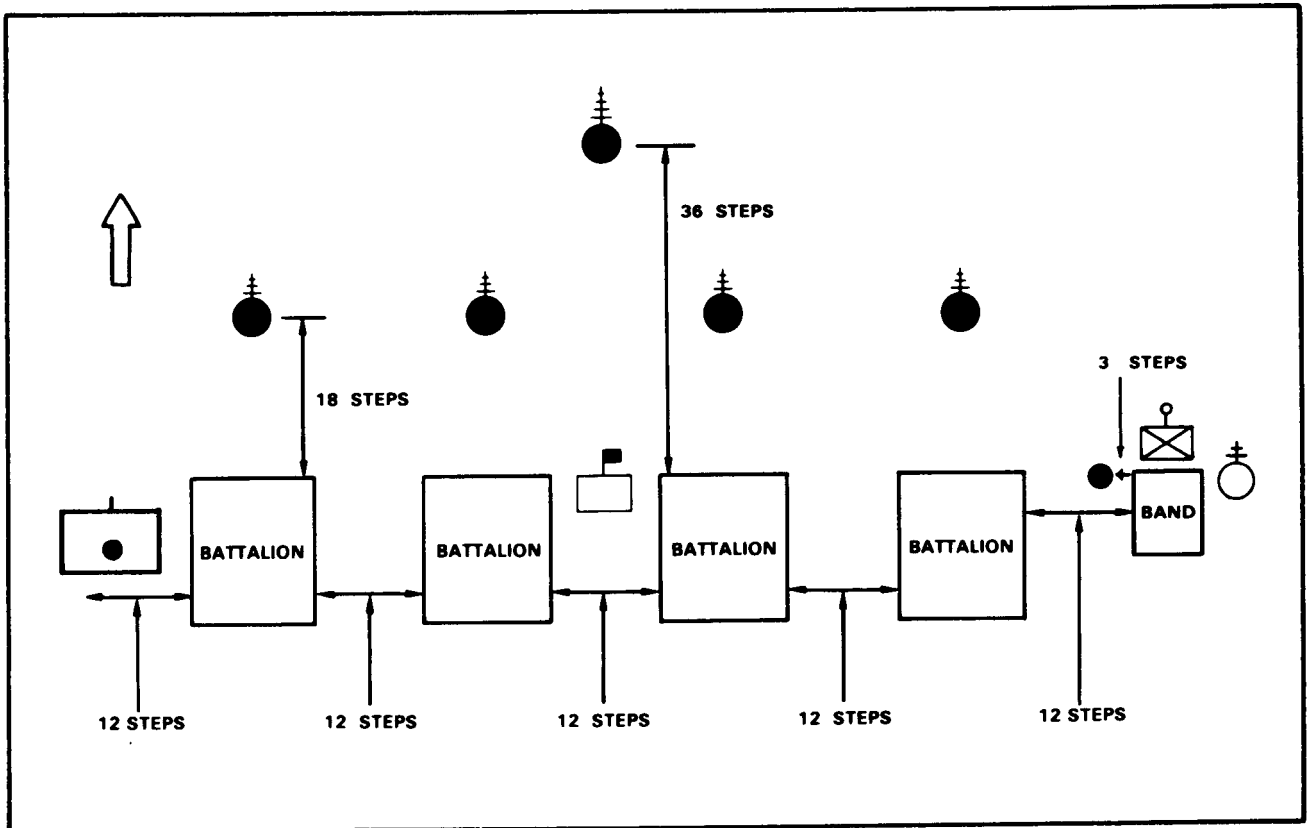 36 STEPS
18 STEPS
3 STEPS
BATTALION
BATTALION
BATTALION
BATTALION
BAND
12 STEPS
12 STEPS
12 STEPS
12 STEPS
12 STEPS